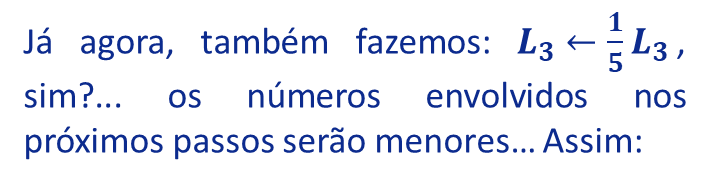 Já agora, também fazemos: L₃ ← 1/5 L₃ ,
sim?... os números envolvidos nos
próximos passos serão menores... Assim: